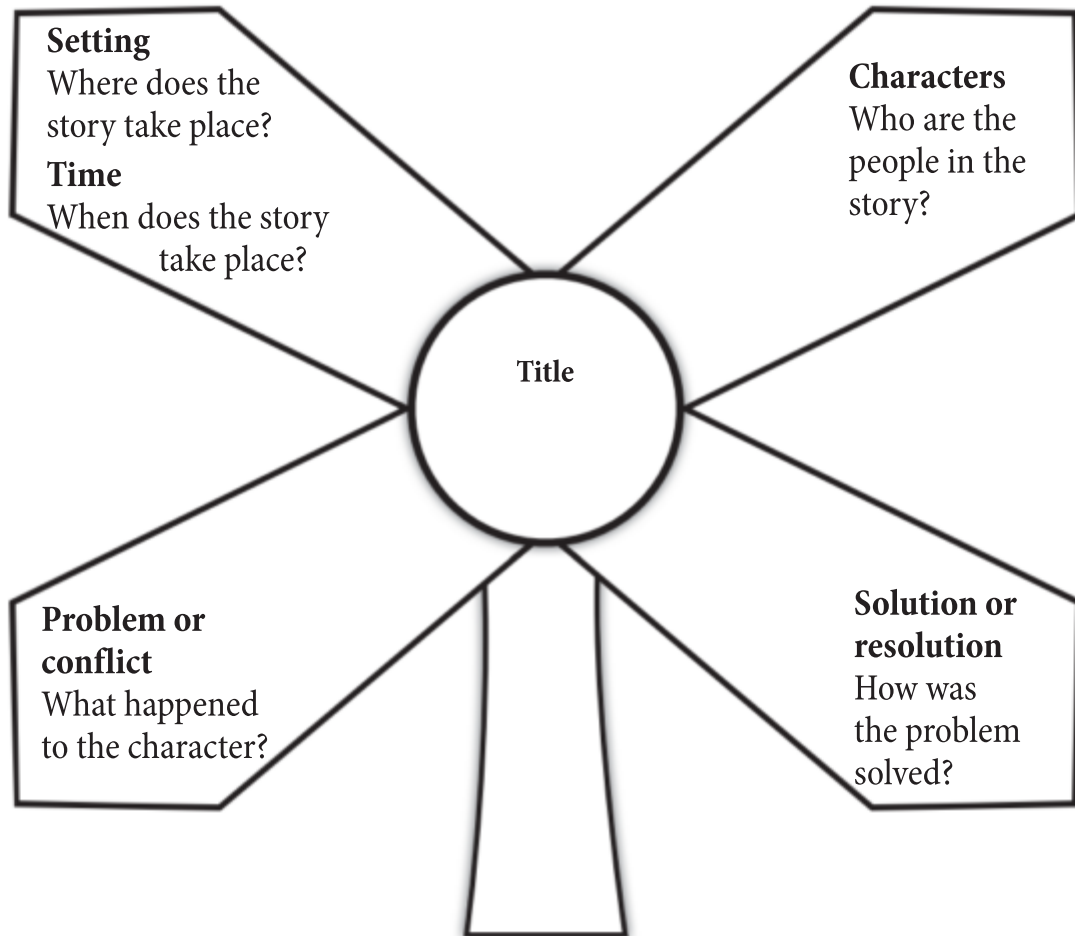 Setting
Where does the
story take place?
Time
When does the story
take place?
Characters
Who are the
people in the
story?
Title
Problem or
conflict
What happened
to the character?
Solution or
resolution
How was
the problem
solved?